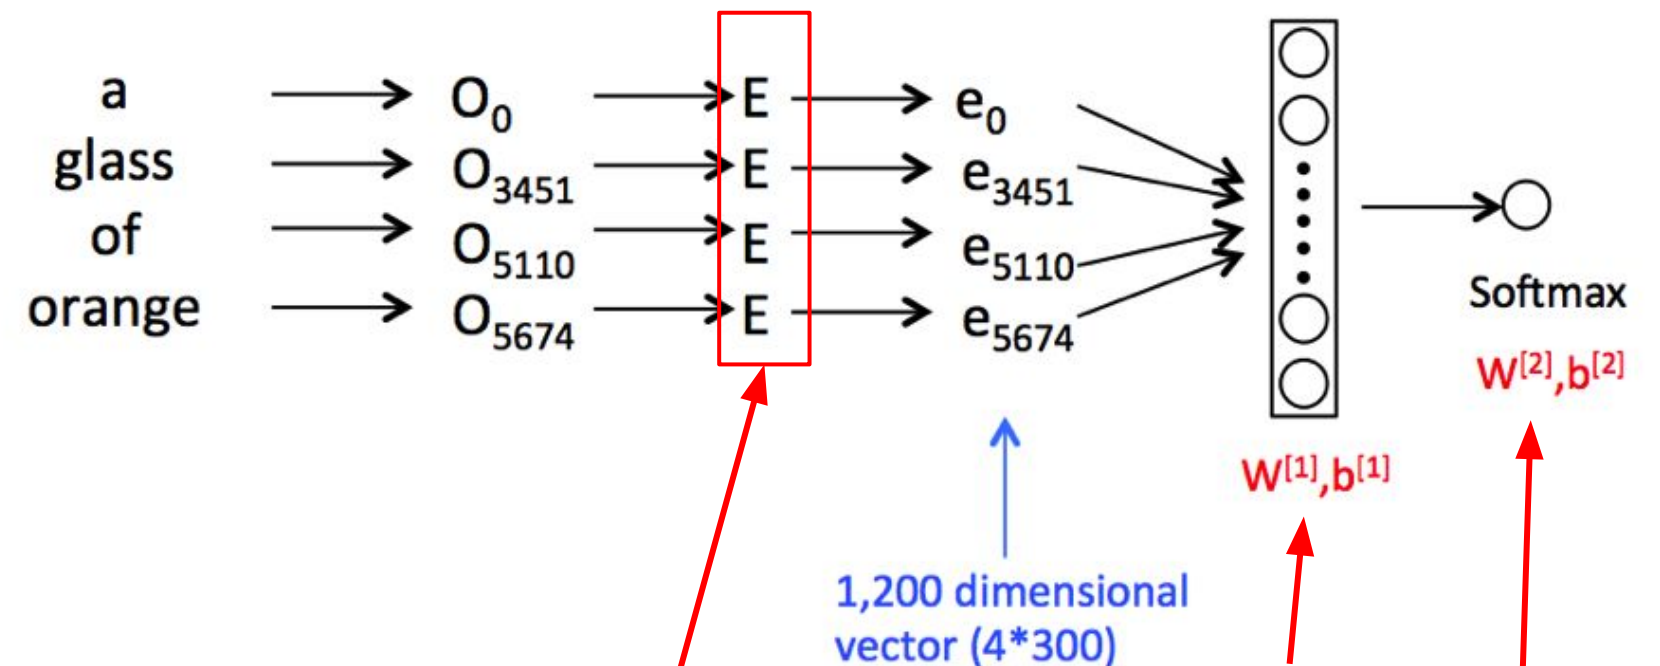 a O₀ E e₀
glass O₃₄₅₁ E e₃₄₅₁
of O₅₁₁₀ E e₅₁₁₀
orange O₅₆₇₄ E e₅₆₇₄
Softmax
W[2],b[2]
W[1],b[1]
1,200 dimensional
vector (4*300)